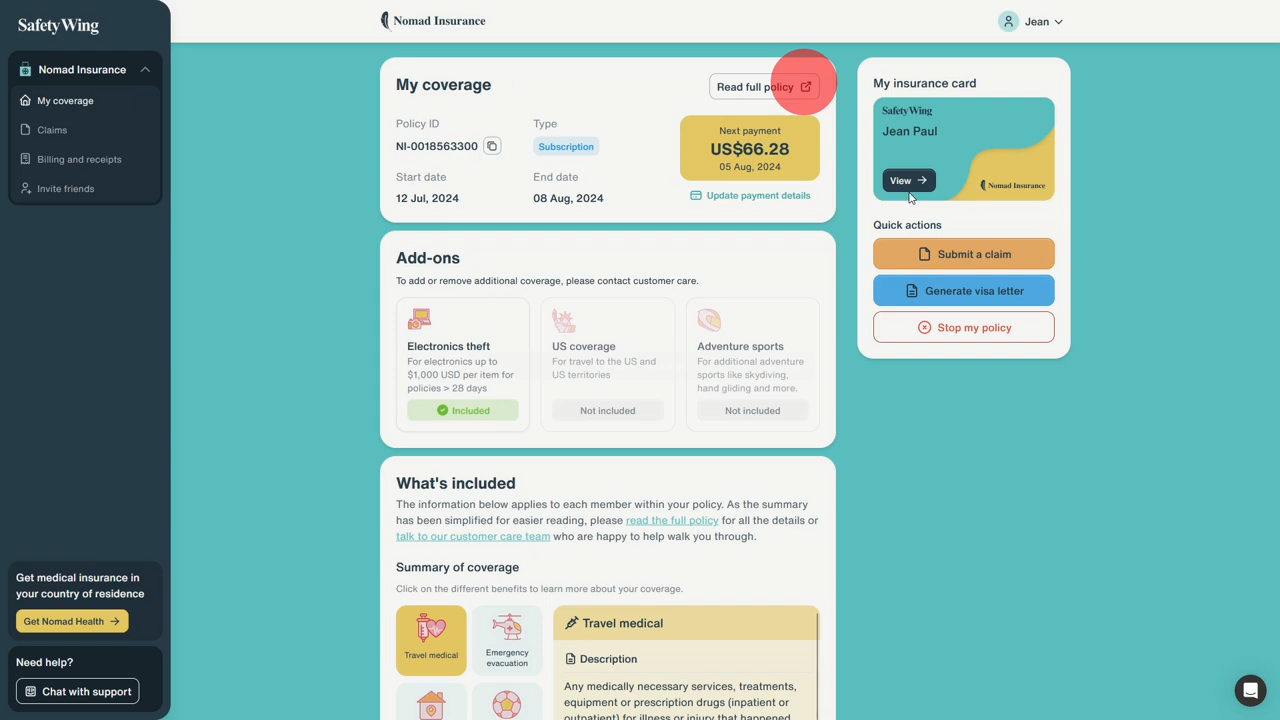 SafetyWing
Nomad Insurance
My coverage
Claims
Billing and receipts
Invite friends
Get medical insurance in
your country of residence
Get Nomad Health →
Need help?
Chat with support
Nomad Insurance
Jean
My coverage
Read full policy
Policy ID
NI-0018563300
Type
Subscription
Start date
12 Jul, 2024
End date
08 Aug, 2024
Next payment
US$66.28
05 Aug, 2024
Update payment details
Add-ons
To add or remove additional coverage, please contact customer care.
Electronics theft
For electronics up to
$1,000 USD per item for
policies > 28 days
Included
US coverage
For travel to the US and
US territories
Not included
Adventure sports
For additional adventure
sports like skydiving,
hand gliding and more.
Not included
What's included
The information below applies to each member within your policy. As the summary
has been simplified for easier reading, please read the full policy for all the details or
talk to our customer care team who are happy to help walk you through.
Summary of coverage
Click on the different benefits to learn more about your coverage.
Travel medical
Emergency
evacuation
Travel medical
Description
Any medically necessary services, treatments,
equipment or prescription drugs (inpatient or
outpatient) for illness or injury that happened
My insurance card
SafetyWing
Jean Paul
View →
Nomad Insurance
Quick actions
Submit a claim
Generate visa letter
Stop my policy